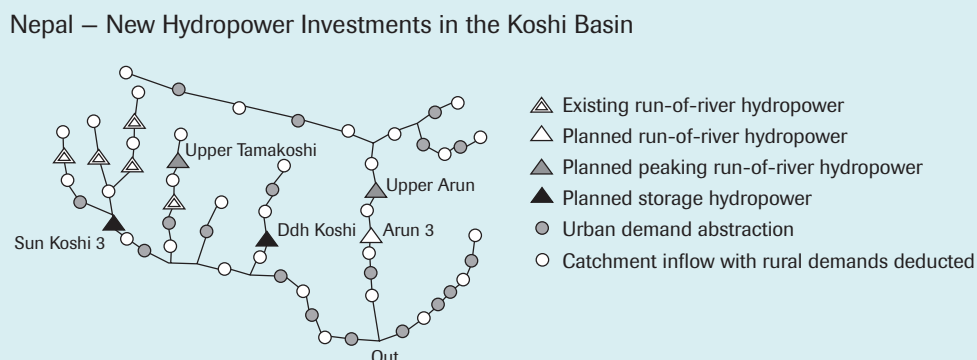 Nepal – New Hydropower Investments in the Koshi Basin
Existing run-of-river hydropower
Planned run-of-river hydropower
Planned peaking run-of-river hydropower
Planned storage hydropower
Urban demand abstraction
Catchment inflow with rural demands deducted
Upper Tamakoshi
Upper Arun
Sun Koshi 3
Ddh Koshi
Arun 3
Out